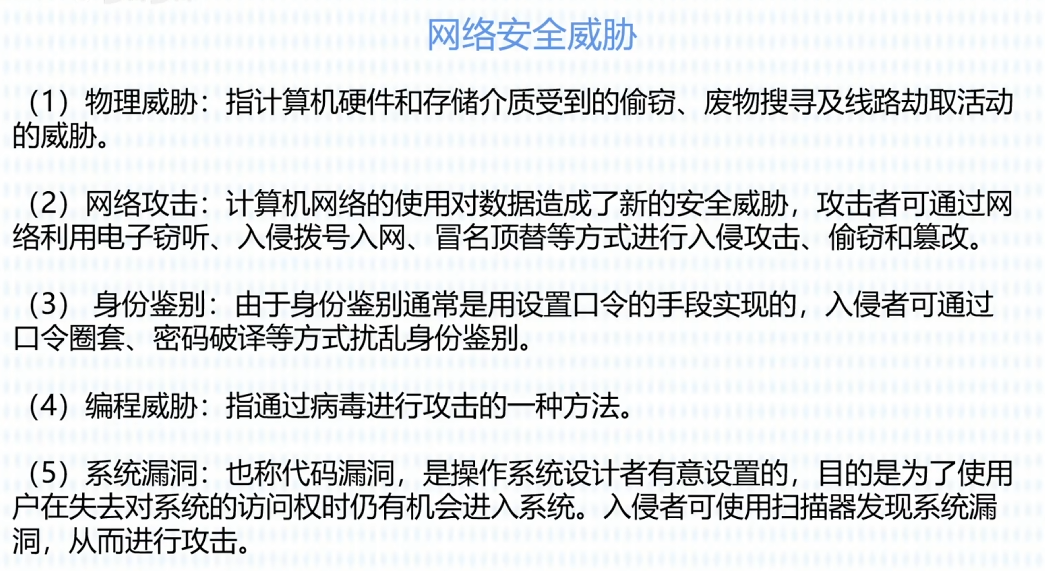 网络安全威胁
（1）物理威胁：指计算机硬件和存储介质受到的偷窃、废物搜寻及线路劫取活动
的威胁。
（2）网络攻击：计算机网络的使用对数据造成了新的安全威胁，攻击者可通过网
络利用电子窃听、入侵拨号入网、冒名顶替等方式进行入侵攻击、偷窃和篡改。
（3） 身份鉴别：由于身份鉴别通常是用设置口令的手段实现的，入侵者可通过
口令圈套、密码破译等方式扰乱身份鉴别。
（4）编程威胁：指通过病毒进行攻击的一种方法。
（5）系统漏洞：也称代码漏洞，是操作系统设计者有意设置的，目的是为了使用
户在失去对系统的访问权时仍有机会进入系统。入侵者可使用扫描器发现系统漏
洞，从而进行攻击。